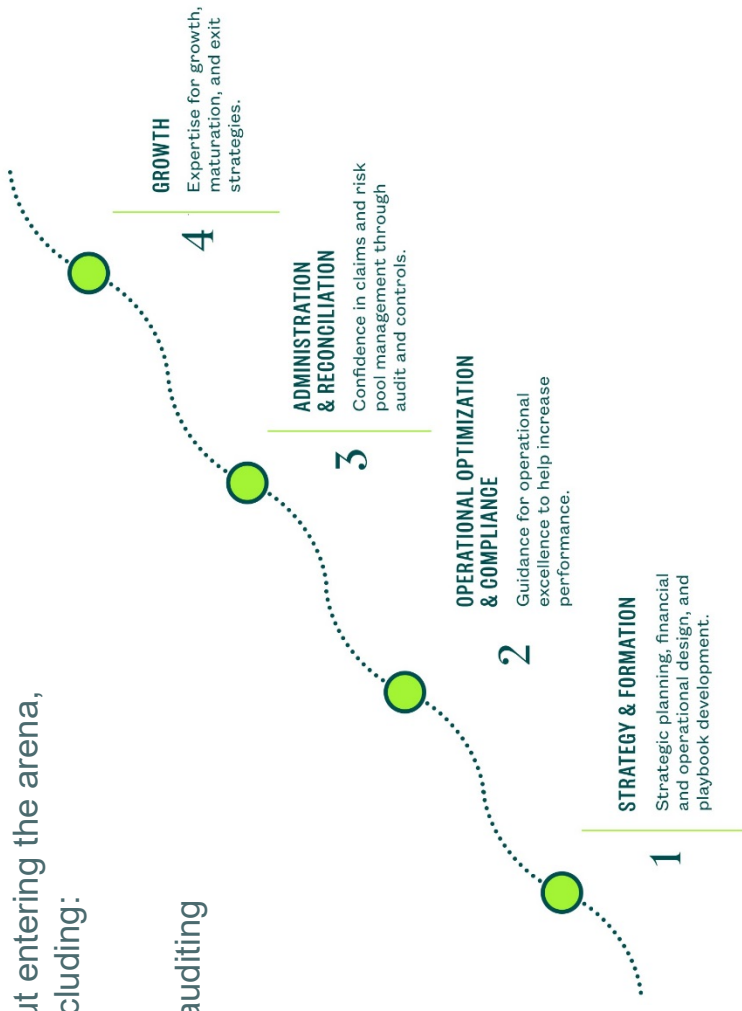 entering the arena,
auditing
1
STRATEGY & FORMATION
Strategic planning, financial
and operational design, and
playbook development.
2
OPERATIONAL OPTIMIZATION
& COMPLIANCE
Guidance for operational
excellence to help increase
performance.
3
ADMINISTRATION
& RECONCILIATION
Confidence in claims and risk
pool management through
audit and controls.
4
GROWTH
Expertise for growth,
maturation, and exit
strategies.